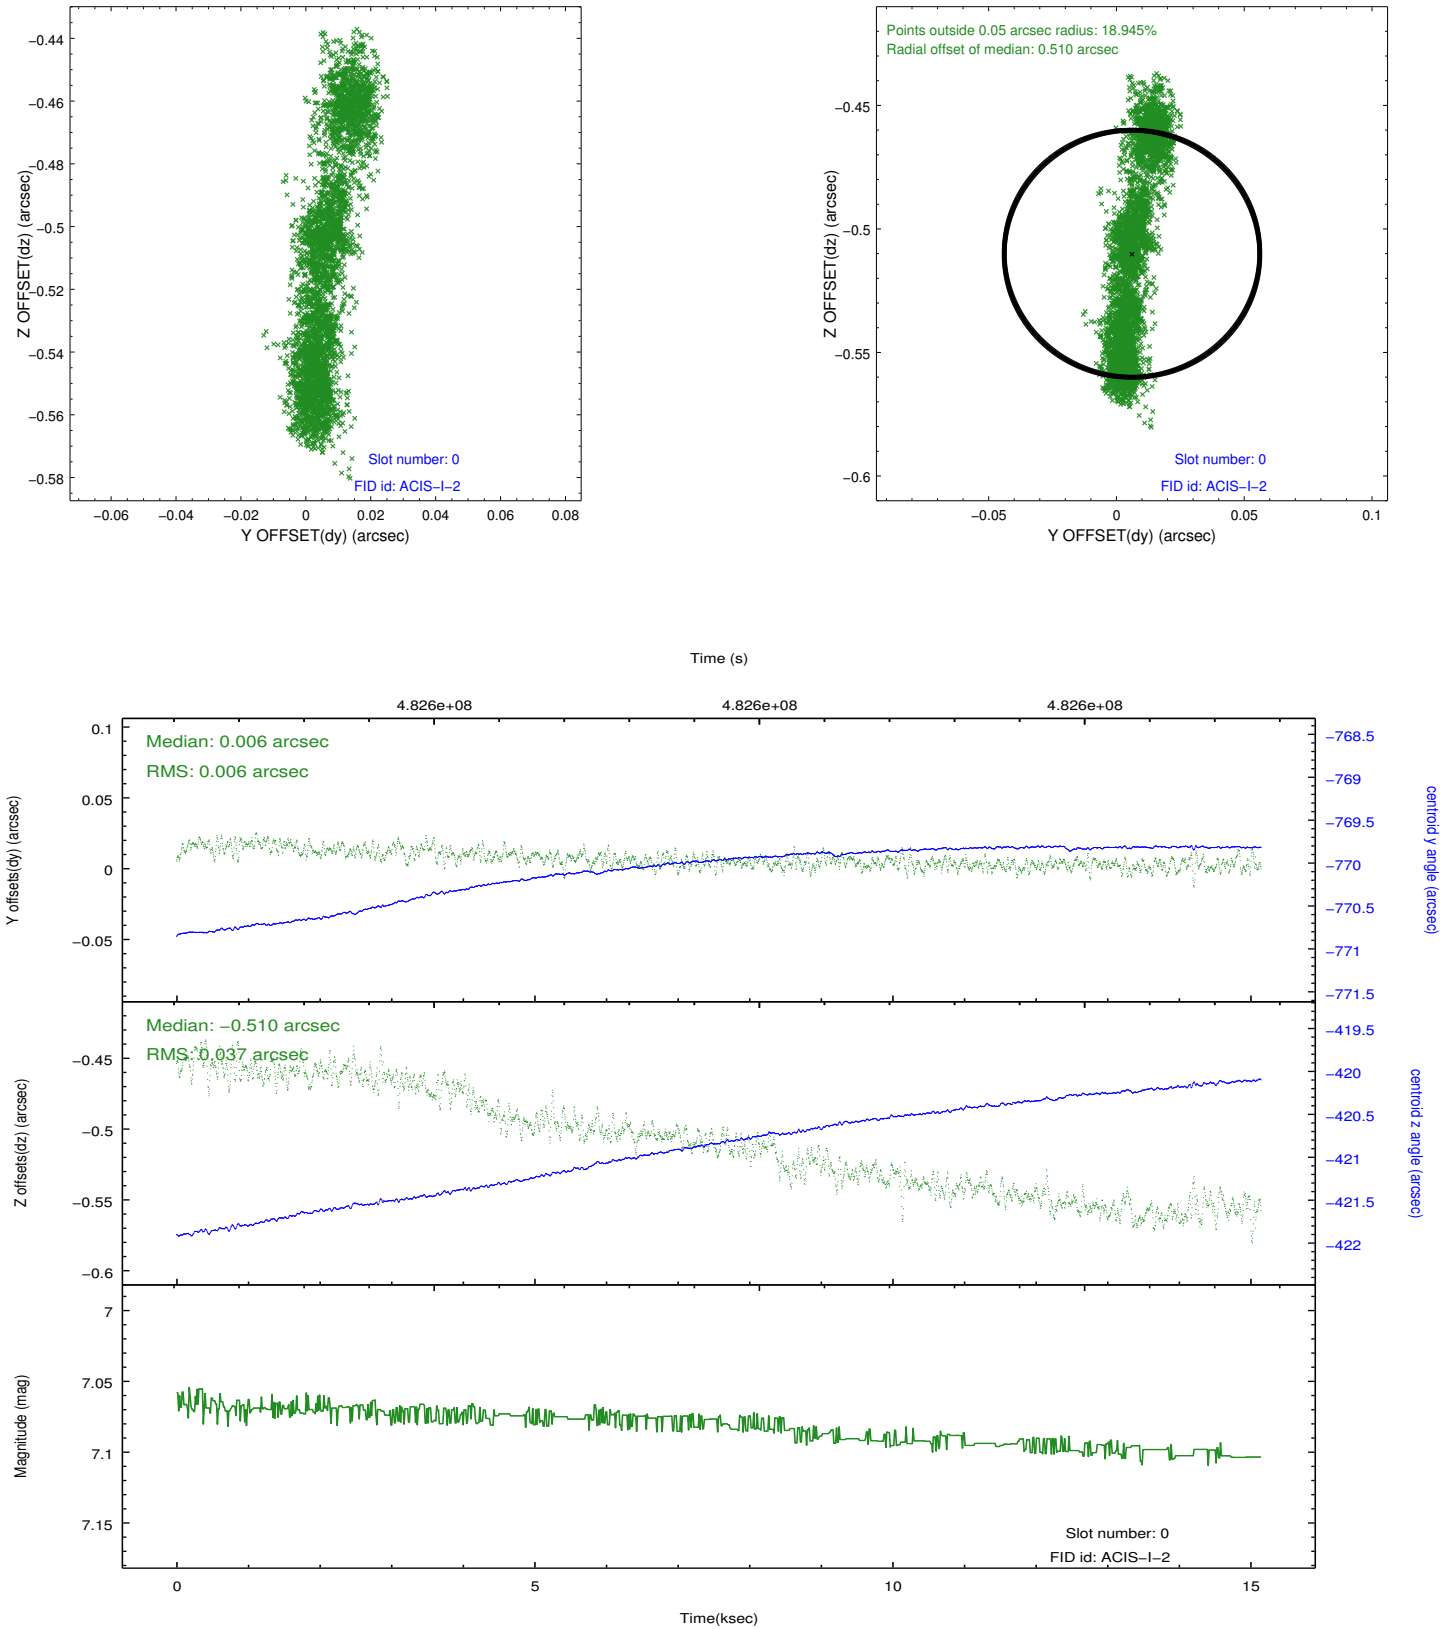 −0.44
−0.46
−0.48
−0.5
−0.52
−0.54
−0.56
−0.58
Z OFFSET(dz) (arcsec)
Slot number: 0
FID id: ACIS−I−2
−0.06 −0.04 −0.02 0 0.02 0.04 0.06 0.08
Y OFFSET(dy) (arcsec)
Points outside 0.05 arcsec radius: 18.945%
Radial offset of median: 0.510 arcsec
−0.45
−0.5
−0.55
−0.6
Z OFFSET(dz) (arcsec)
Slot number: 0
FID id: ACIS−I−2
−0.05 0 0.05 0.1
Y OFFSET(dy) (arcsec)
Time (s)
4.826e+08 4.826e+08 4.826e+08
Median: 0.006 arcsec
RMS: 0.006 arcsec
0.1
0.05
0
−0.05
Y offsets(dy) (arcsec)
−768.5
−769
−769.5
−770
−770.5
−771
−771.5
centroid y angle (arcsec)
Median: −0.510 arcsec
RMS: 0.037 arcsec
−0.45
−0.5
−0.55
−0.6
Z offsets(dz) (arcsec)
−419.5
−420
−420.5
−421
−421.5
−422
centroid z angle (arcsec)
7
7.05
7.1
7.15
Magnitude (mag)
Slot number: 0
FID id: ACIS−I−2
0 5 10 15
Time(ksec)